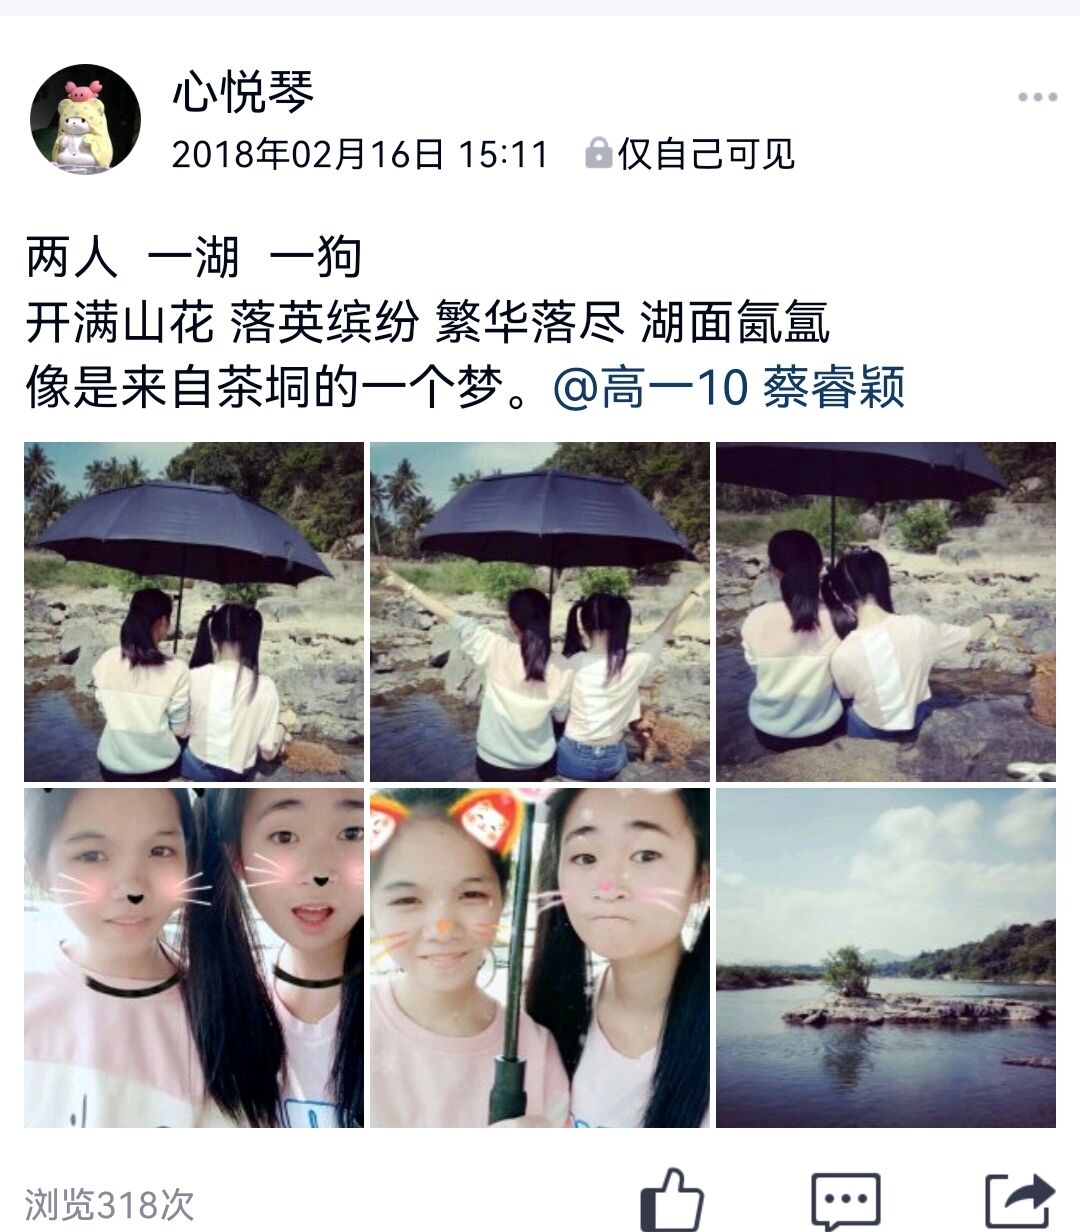 心悦琴
2018年02月16日 15:11 仅自己可见
两人 一湖 一狗
开满山花 落英缤纷 繁华落尽 湖面氤氲
像是来自茶垌的一个梦。@高一10 蔡睿颖
浏览318次